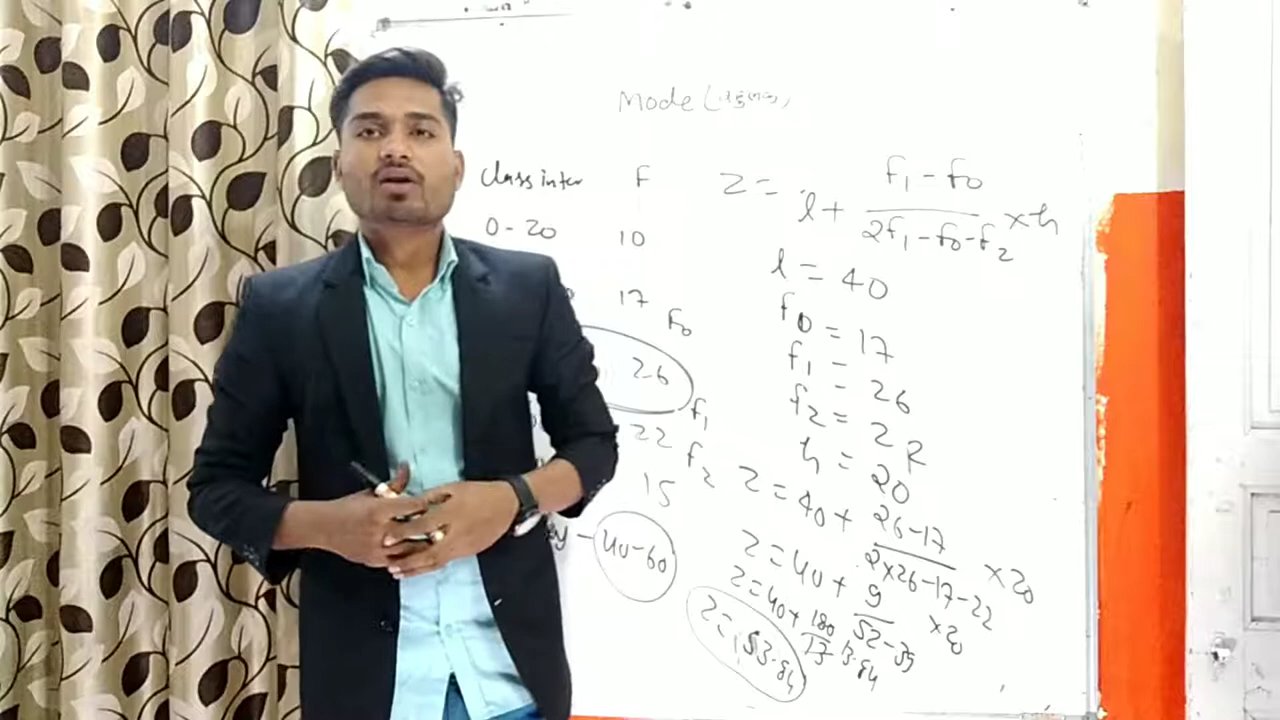 Mode
class inter F
0-20 10
17
F0
26
f1
22
f2
15
40-60
Z = l + f1 - f0 / 2f1 - f0 - f2 × h
l = 40
f0 = 17
f1 = 26
f2 = 22
h = 20
Z = 40 + 26-17 / 2×26-17-22 × 20
Z = 40 + 9 / 52-39 × 20
Z = 40 + 180 / 13 13.84
Z = 53.84